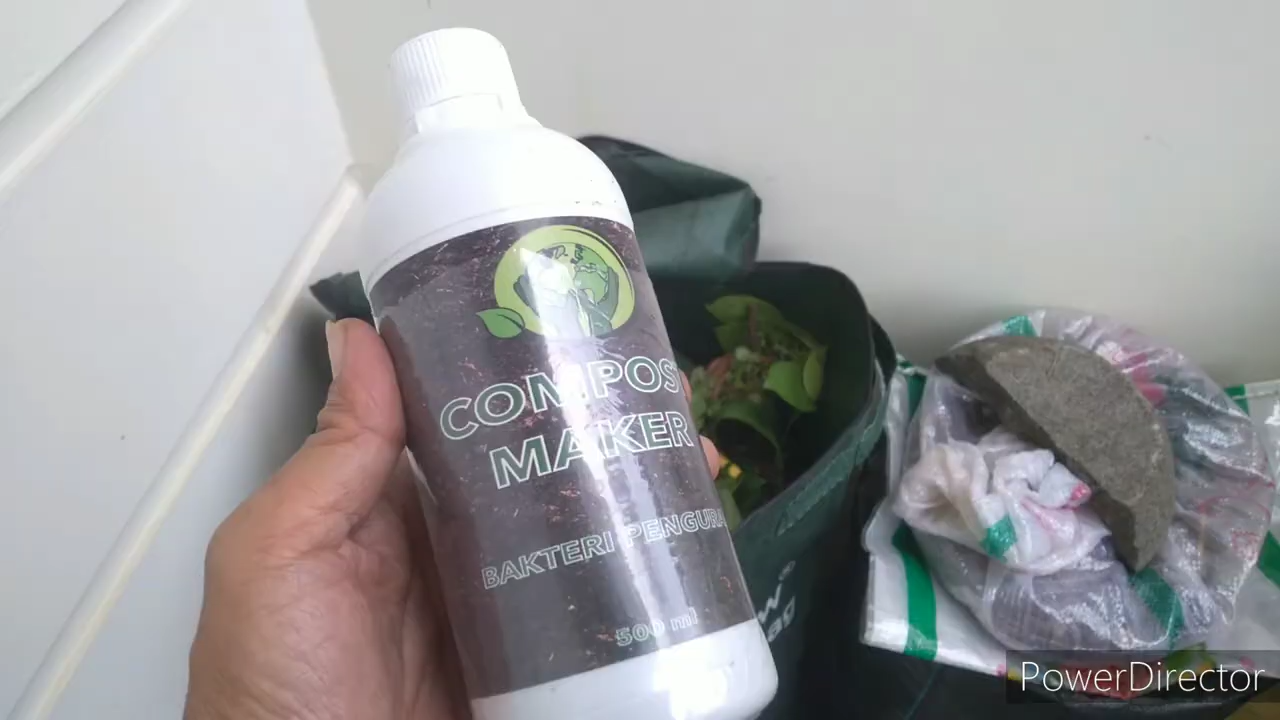 COMPOS
MAKER
BAKTERI PENGURA
500 ml
PowerDirector